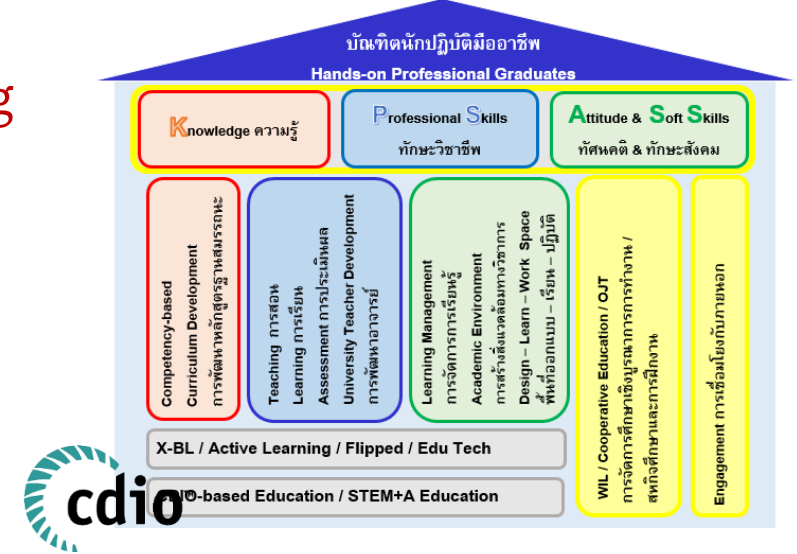 g
บัณฑิตนักปฏิบัติมืออาชีพ
Hands-on Professional Graduates
Knowledge ความรู้
Professional Skills
ทักษะวิชาชีพ
Attitude & Soft Skills
ทัศนคติ & ทักษะสังคม
Competency-based
Curriculum Development
การพัฒนาหลักสูตรฐานสมรรถนะ
Teaching การสอน
Learning การเรียน
Assessment การประเมินผล
University Teacher Development
การพัฒนาอาจารย์
Learning Management
การจัดการการเรียนรู้
Academic Environment
การสร้างสิ่งแวดล้อมทางวิชาการ
Design – Learn – Work Space
พื้นที่ออกแบบ – เรียน – ปฏิบัติ
WIL / Cooperative Education / OJT
การจัดการศึกษาเชิงบูรณาการการทำงาน /
สหกิจศึกษาและการฝึกงาน
Engagement การเชื่อมโยงกับภายนอก
X-BL / Active Learning / Flipped / Edu Tech
-based Education / STEM+A Education
cdio